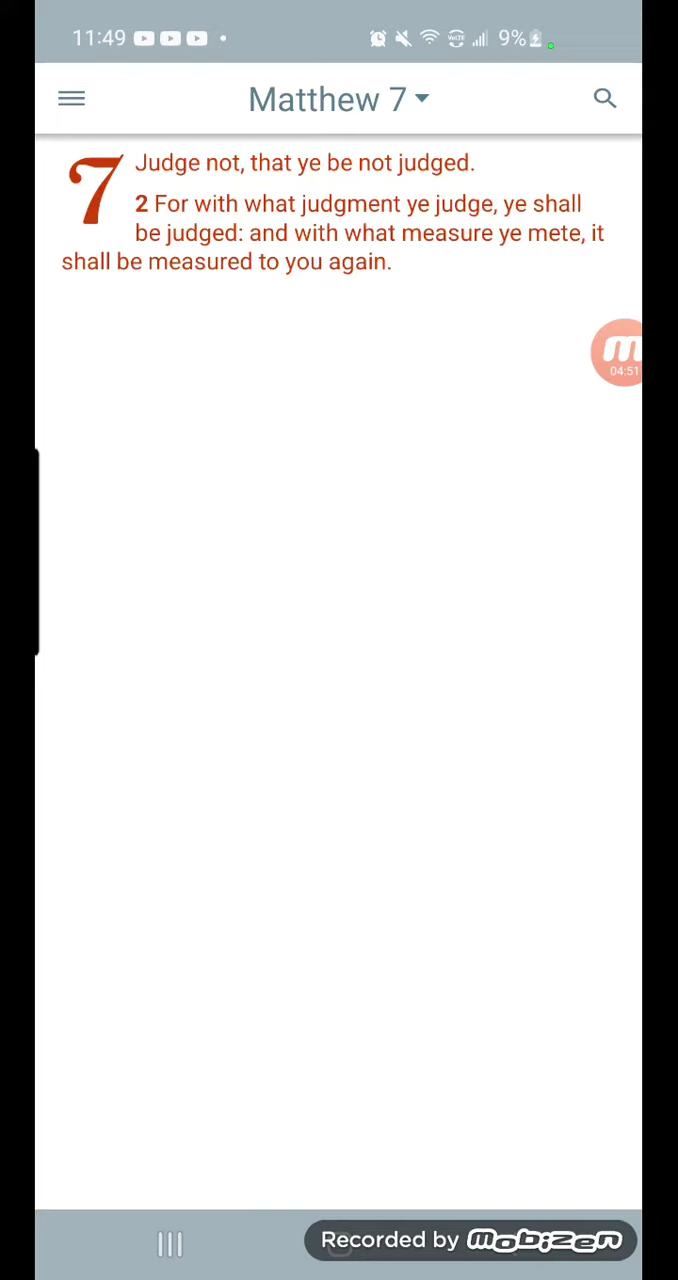 11:49
VoLTE
9%
Matthew 7
7 Judge not, that ye be not judged.
2 For with what judgment ye judge, ye shall
be judged: and with what measure ye mete, it
shall be measured to you again.
m
04:51
Recorded by mobizen